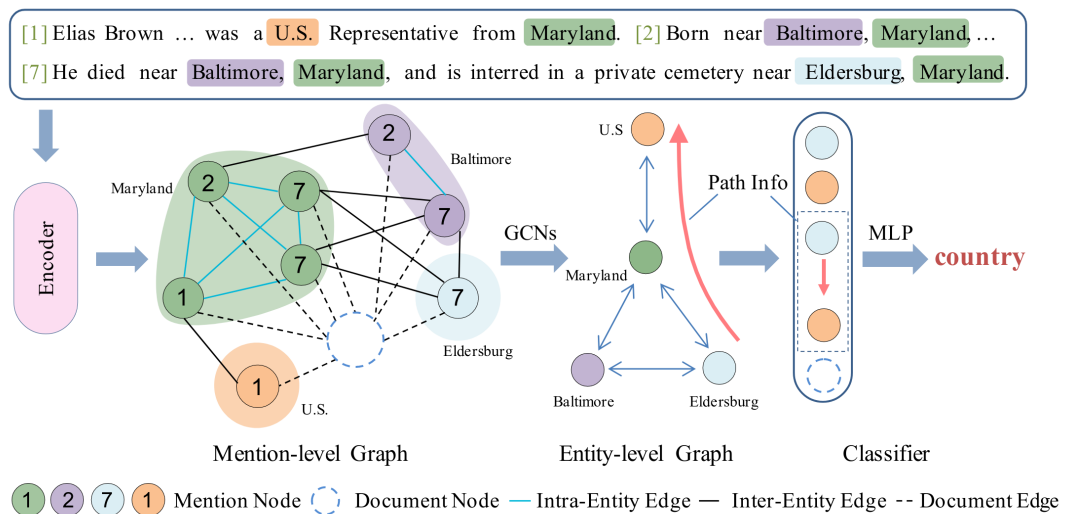 [1] Elias Brown … was a U.S. Representative from Maryland. [2] Born near Baltimore, Maryland, …
[7] He died near Baltimore, Maryland, and is interred in a private cemetery near Eldersburg, Maryland.
Encoder
Maryland
2
7
7
1
2
7
Baltimore
7
Eldersburg
1
U.S.
Mention-level Graph
GCNs
U.S
Maryland
Baltimore
Eldersburg
Entity-level Graph
Path Info
Classifier
MLP
country
1 2 7 1 Mention Node Document Node Intra-Entity Edge Inter-Entity Edge Document Edge